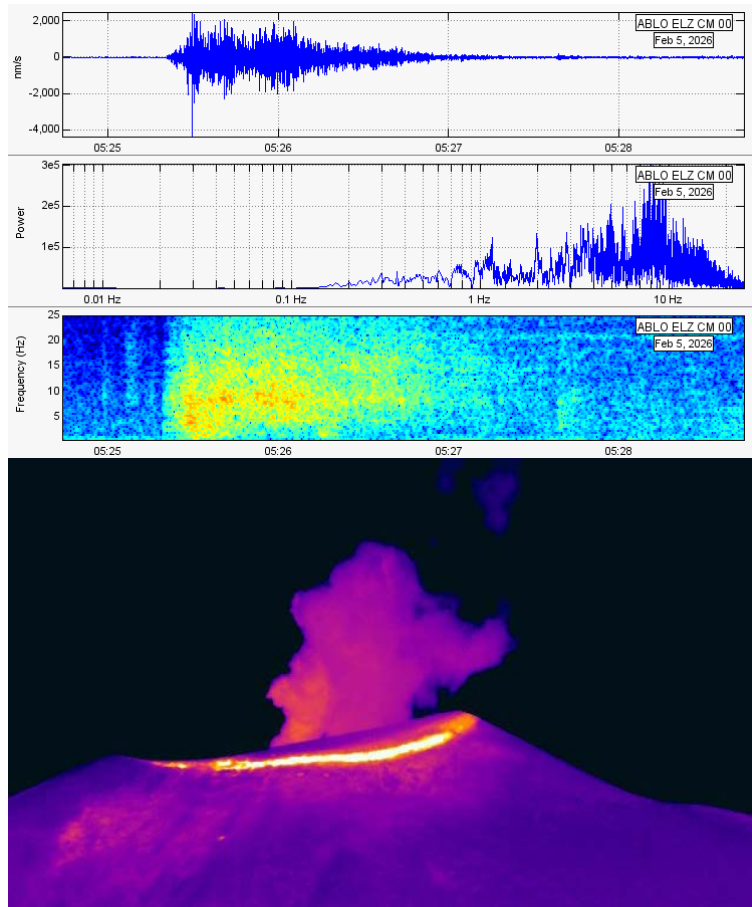 2,000
0
-2,000
-4,000
nm/s
ABLO ELZ CM 00
Feb 5, 2026
05:25 05:26 05:27 05:28
3e5
2e5
1e5
Power
ABLO ELZ CM 00
Feb 5, 2026
0.01 Hz 0.1 Hz 1 Hz 10 Hz
25
20
15
10
5
Frequency (Hz)
ABLO ELZ CM 00
Feb 5, 2026
05:25 05:26 05:27 05:28